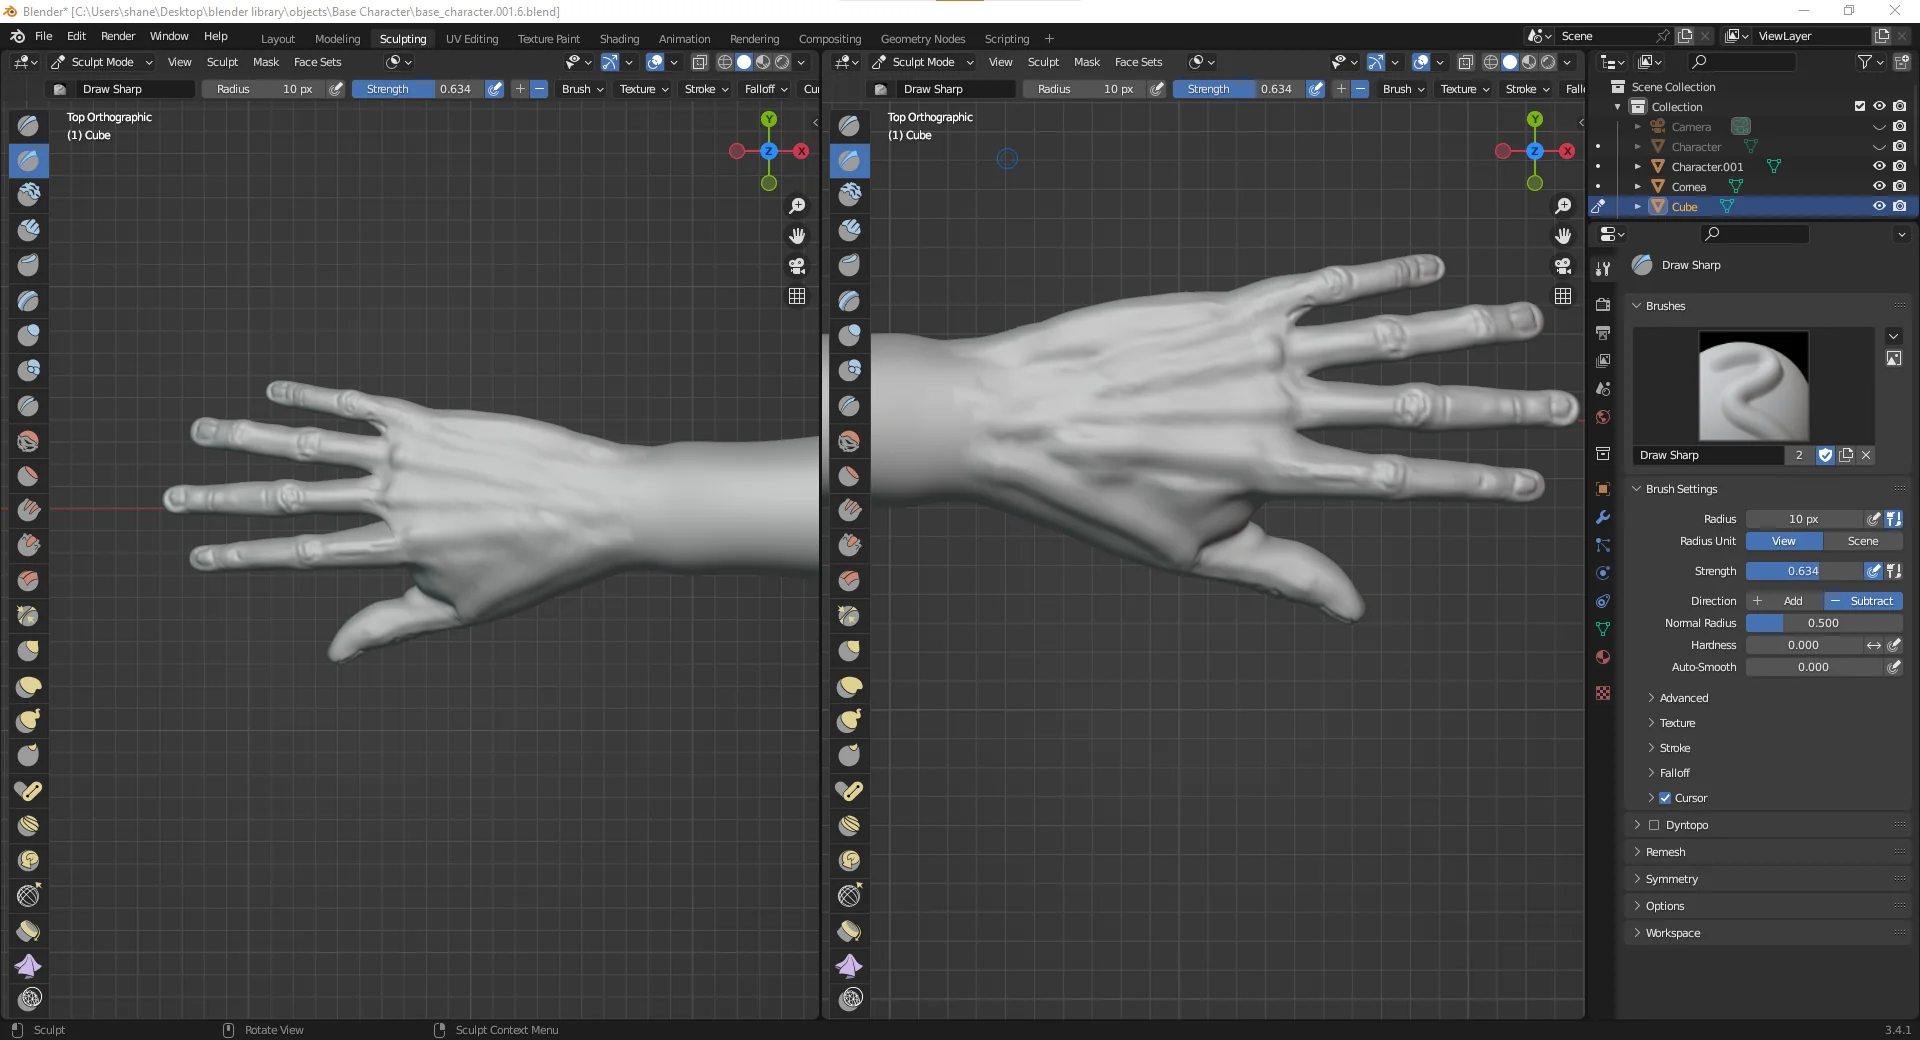 Blender* [C:\Users\shane\Desktop\blender library\objects\Base Character\base_character.001.6.blend]
File Edit Render Window Help Layout Modeling Sculpting UV Editing Texture Paint Shading Animation Rendering Compositing Geometry Nodes Scripting + Scene ViewLayer
Sculpt Mode View Sculpt Mask Face Sets
Draw Sharp Radius 10 px Strength 0.634 + − Brush Texture Stroke Falloff Cu
Top Orthographic
(1) Cube
Y
Z
X
Sculpt Mode View Sculpt Mask Face Sets
Draw Sharp Radius 10 px Strength 0.634 + − Brush Texture Stroke Fall
Top Orthographic
(1) Cube
Y
Z
X
Scene Collection
Collection
Camera
Character
Character.001
Cornea
Cube
Draw Sharp
Brushes
Draw Sharp 2
Brush Settings
Radius 10 px
Radius Unit View Scene
Strength 0.634
Direction + Add − Subtract
Normal Radius 0.500
Hardness 0.000
Auto-Smooth 0.000
Advanced
Texture
Stroke
Falloff
Cursor
Dyntopo
Remesh
Symmetry
Options
Workspace
Sculpt Rotate View Sculpt Context Menu 3.4.1